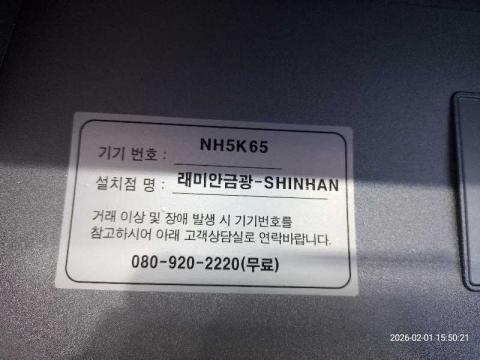 기기 번호 : NH5K65
설치점 명 : 래미안금광-SHINHAN
거래 이상 및 장애 발생 시 기기번호를
참고하시어 아래 고객상담실로 연락바랍니다.
080-920-2220(무료)
2026-02-01 15:50:21